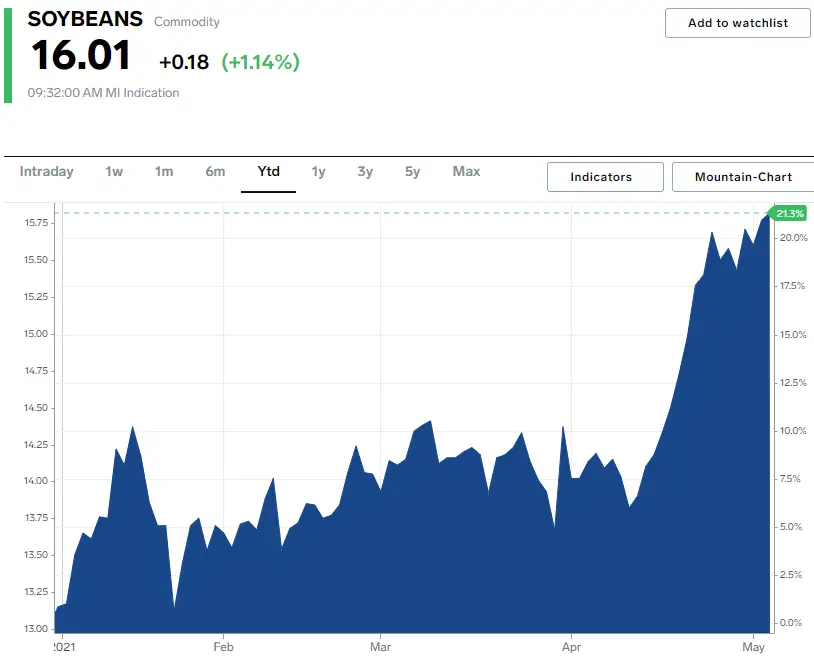 SOYBEANS Commodity
Add to watchlist
16.01 +0.18 (+1.14%)
09:32:00 AM MI Indication
Intraday 1w 1m 6m Ytd 1y 3y 5y Max
Indicators
Mountain-Chart
21.3%
15.75
20.0%
15.50
17.5%
15.25
15.00
15.0%
14.75
12.5%
14.50
10.0%
14.25
14.00
7.5%
13.75
5.0%
13.50
2.5%
13.25
13.00
0.0%
:021 Feb Mar Apr May